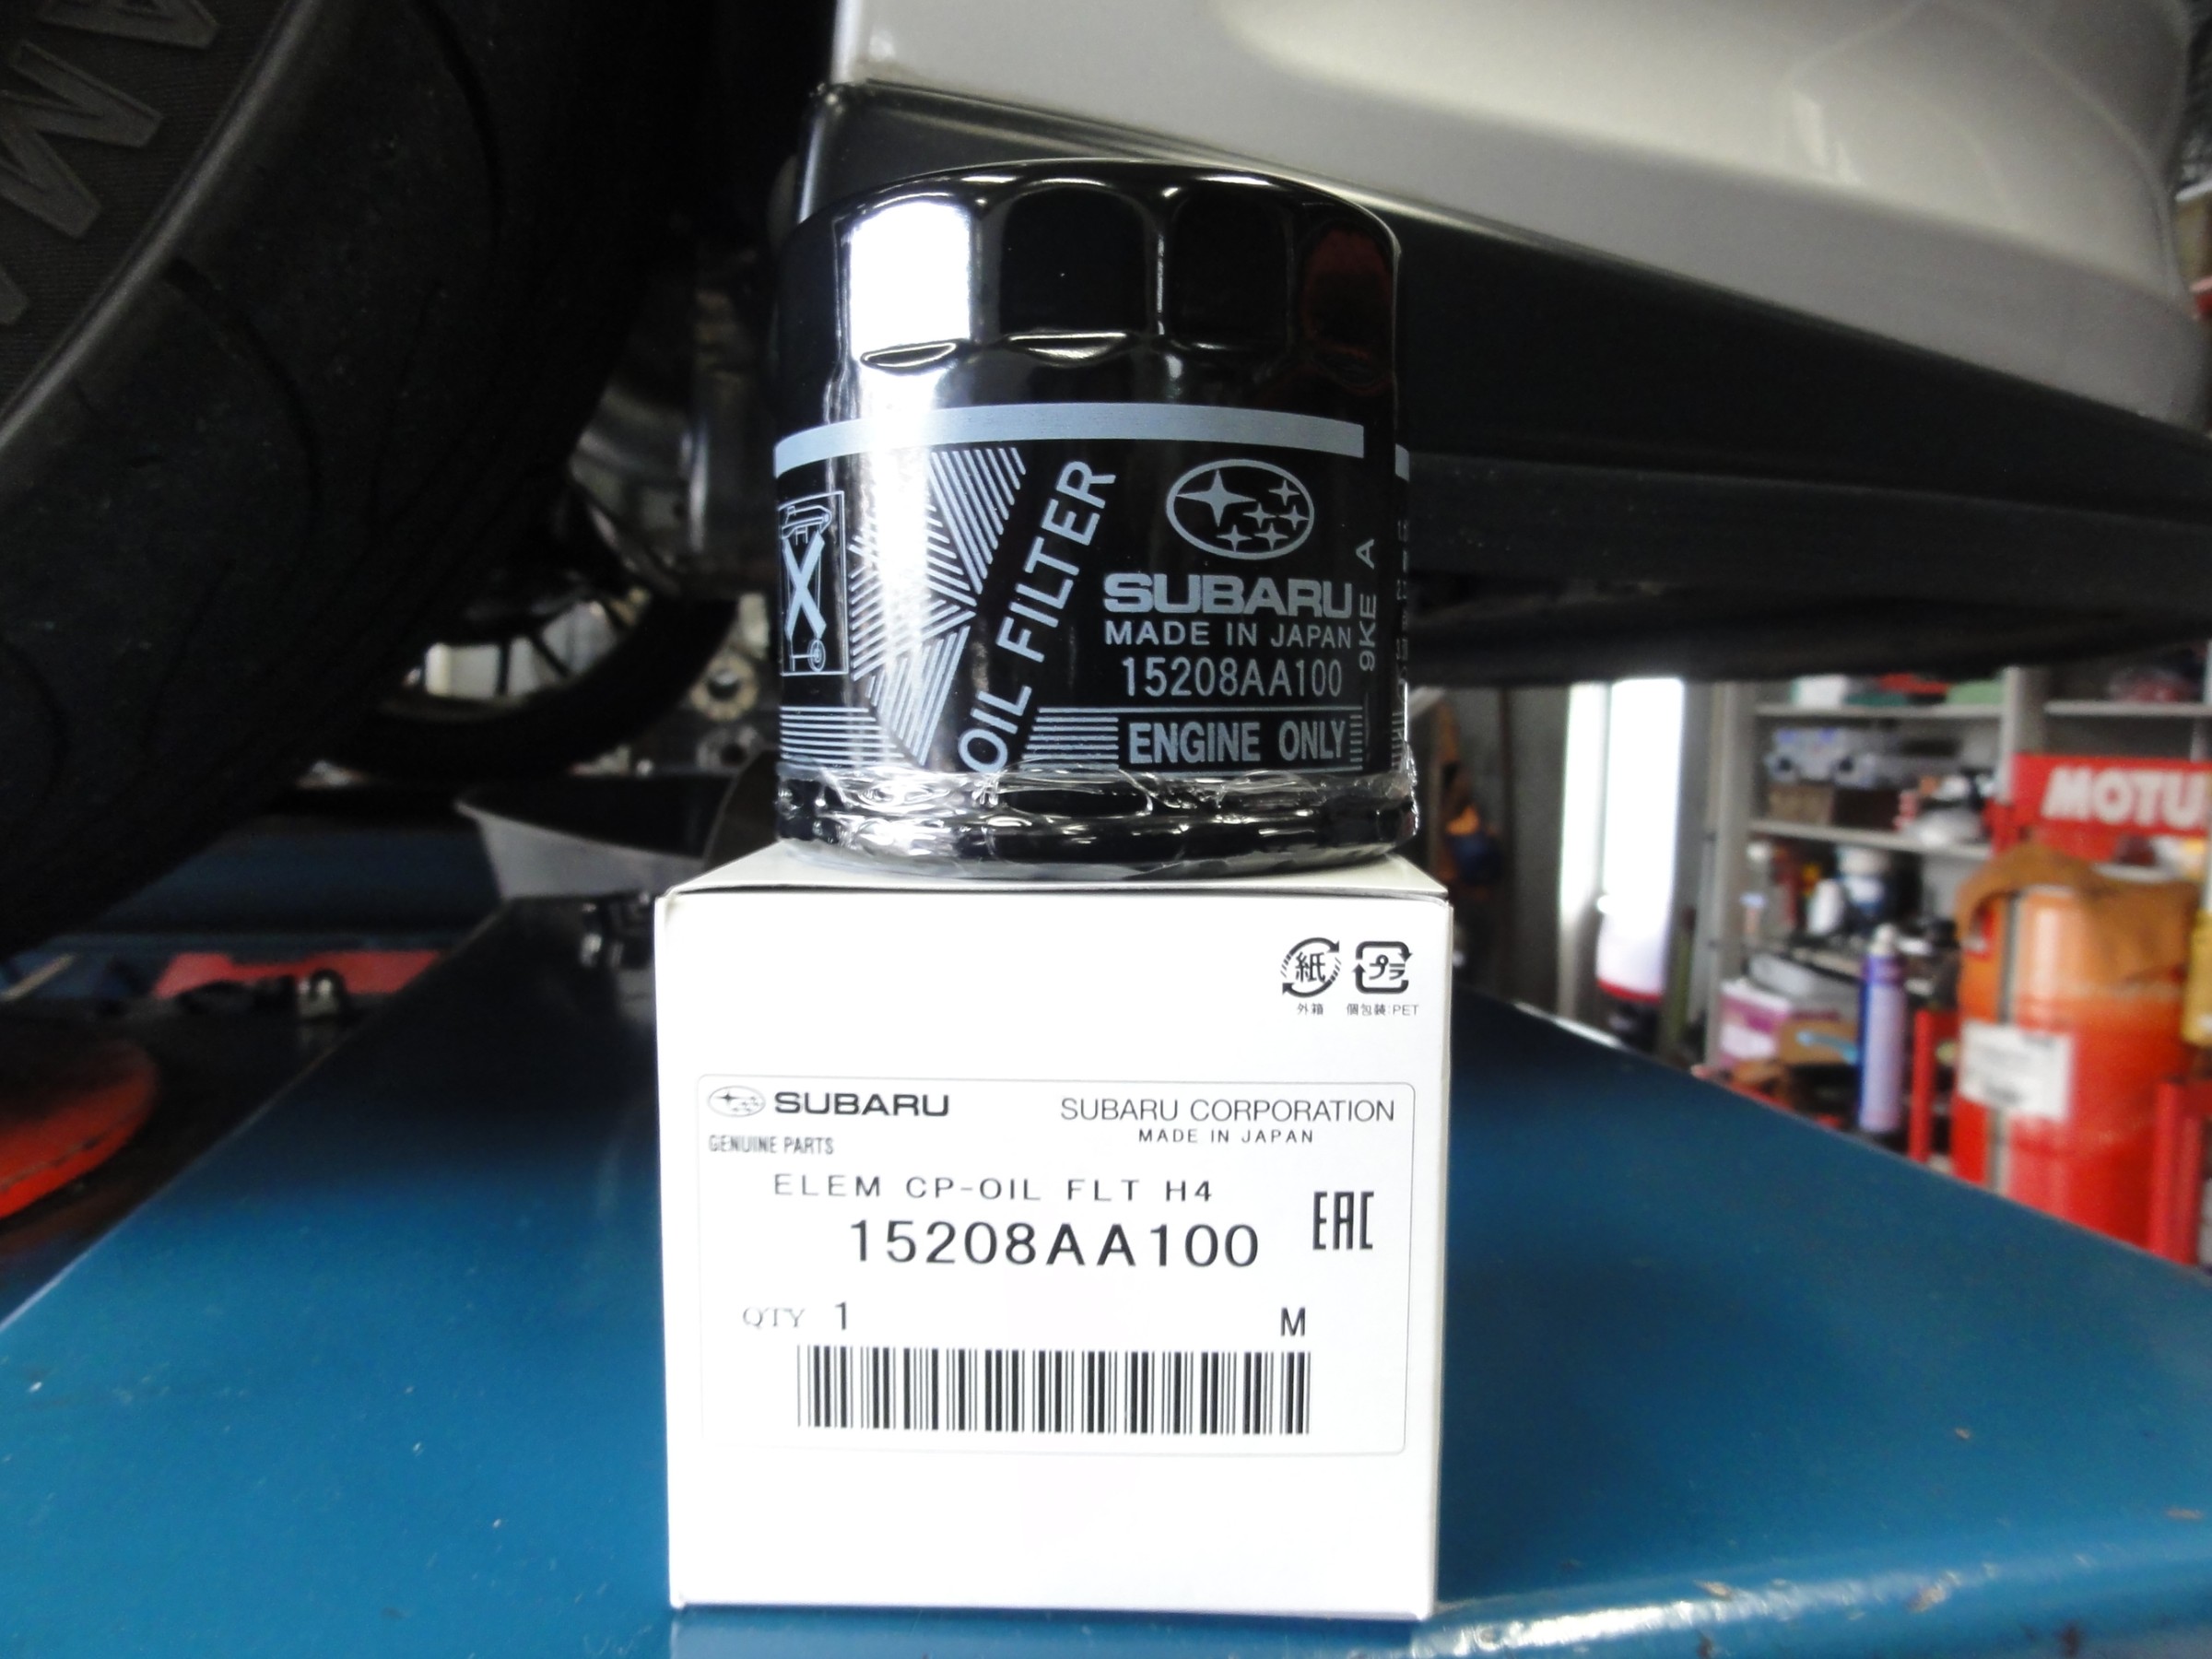 OIL FILTER
SUBARU
MADE IN JAPAN
15208AA100
ENGINE ONLY
9KE A
MOTU
紙 プラ
外箱 個包装:PET
SUBARU
SUBARU CORPORATION
GENUINE PARTS
MADE IN JAPAN
ELEM CP-OIL FLT H4
15208AA100
EAC
QTY 1
M